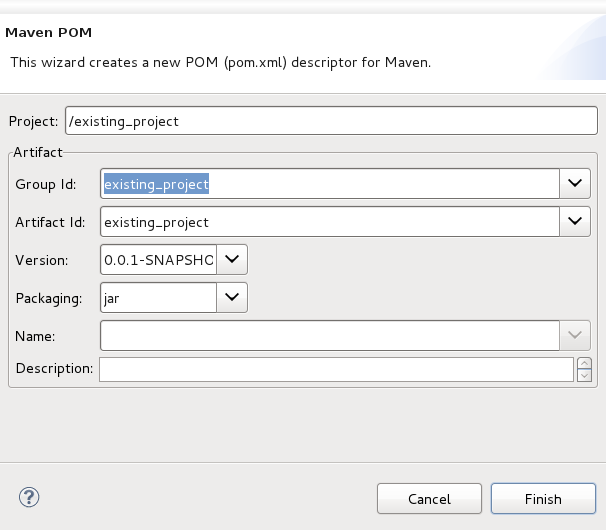 Maven POM
This wizard creates a new POM (pom.xml) descriptor for Maven.
Project: /existing_project
Artifact
Group Id: existing_project
Artifact Id: existing_project
Version: 0.0.1-SNAPSHO
Packaging: jar
Name:
Description:
? Cancel Finish